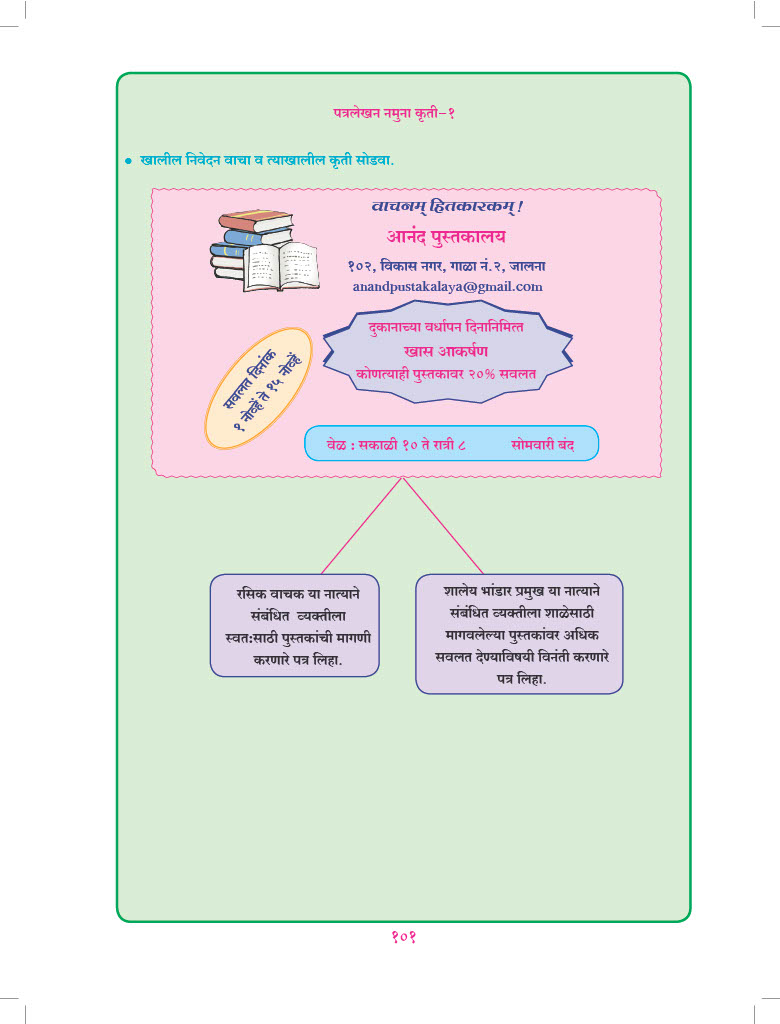 पत्रलेखन नमुना कृती-१
● खालील निवेदन वाचा व त्याखालील कृती सोडवा.
वाचनम् हितकारकम्!
आनंद पुस्तकालय
१०२, विकास नगर, गाळा नं.२, जालना
anandpustakalaya@gmail.com
दुकानाच्या वर्धापन दिनानिमित्त
खास आकर्षण
कोणत्याही पुस्तकावर २०% सवलत
सवलत दिनांक
१ नोव्हें ते १५ नोव्हें
वेळ : सकाळी १० ते रात्री ८ सोमवारी बंद
रसिक वाचक या नात्याने
संबंधित व्यक्तीला
स्वत:साठी पुस्तकांची मागणी
करणारे पत्र लिहा.
शालेय भांडार प्रमुख या नात्याने
संबंधित व्यक्तीला शाळेसाठी
मागवलेल्या पुस्तकांवर अधिक
सवलत देण्याविषयी विनंती करणारे
पत्र लिहा.
१०१